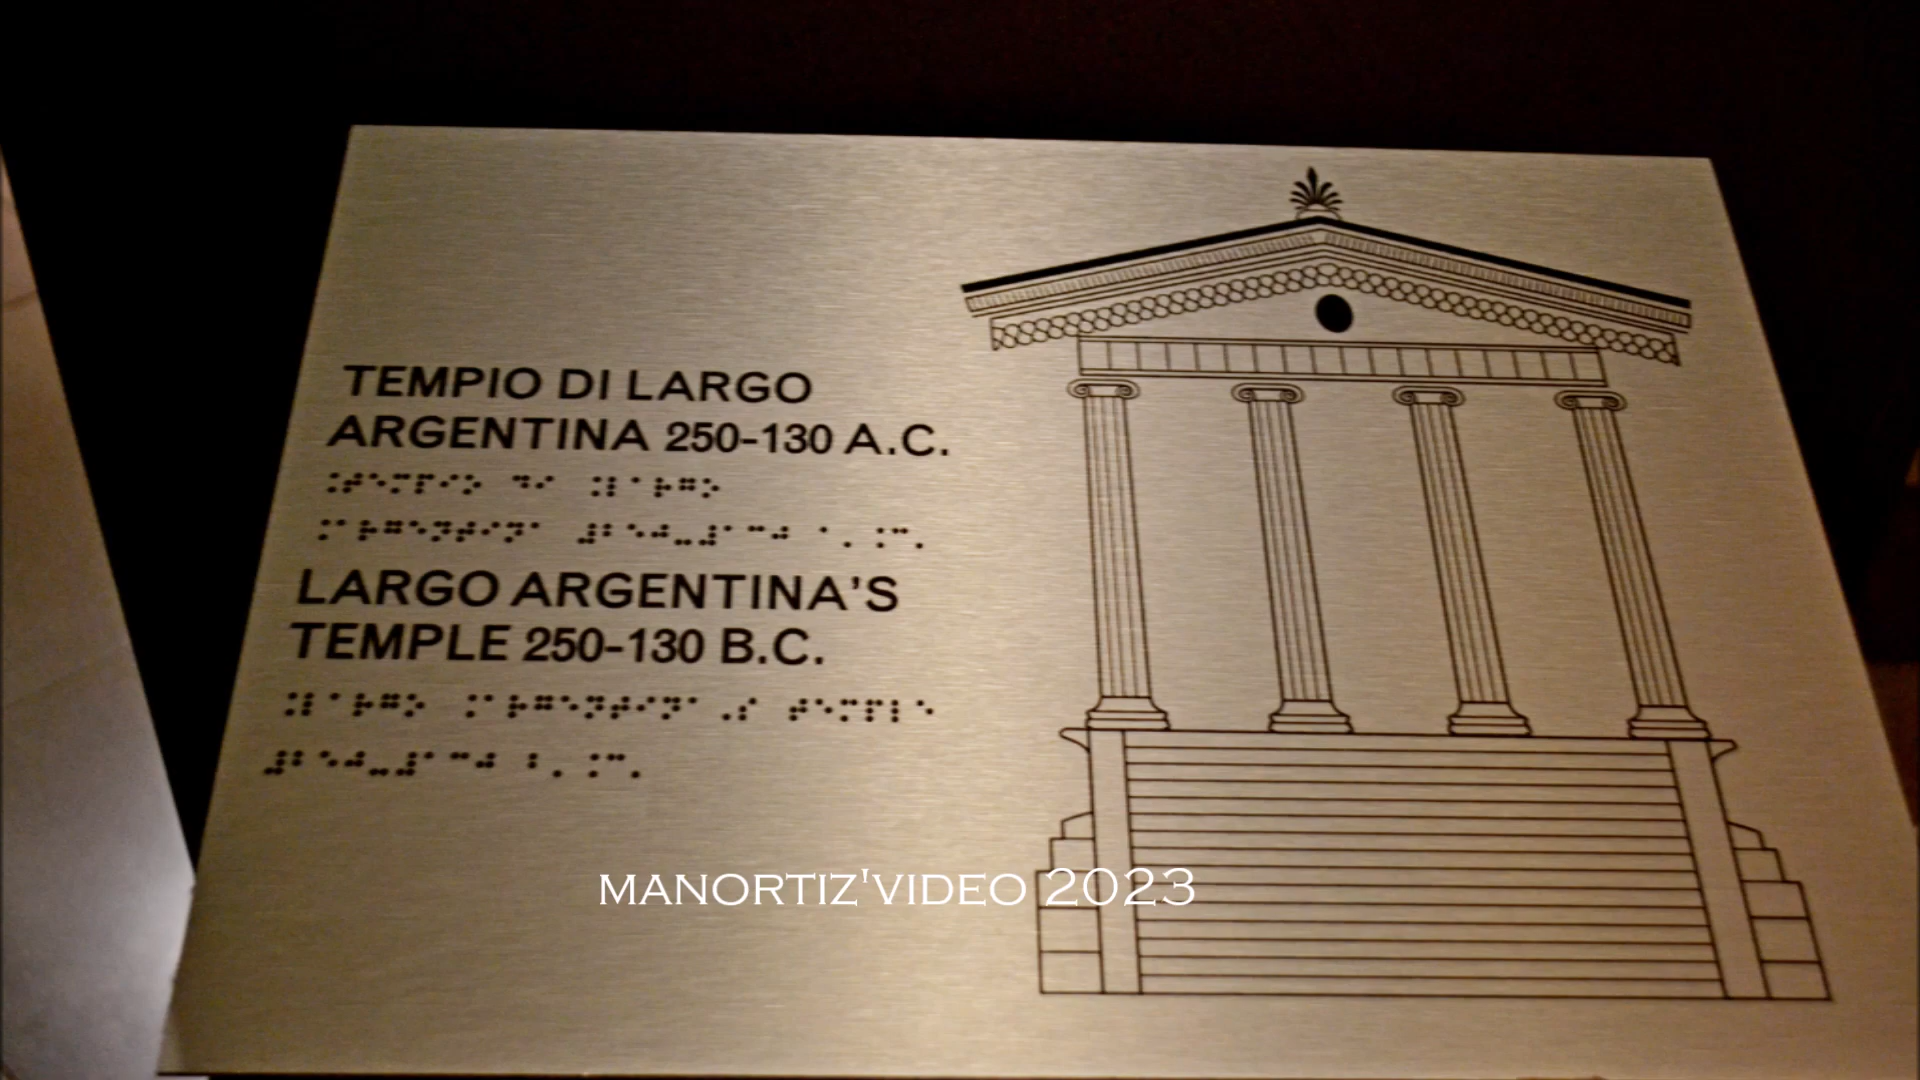 TEMPIO DI LARGO
ARGENTINA 250-130 A.C.
⠨⠞⠑⠍⠏⠊⠕ ⠙⠊ ⠨⠇⠁⠗⠛⠕
⠨⠁⠗⠛⠑⠝⠞⠊⠝⠁ ⠼⠃⠑⠚⠤⠼⠁⠉⠚ ⠁⠄⠨⠉⠄
LARGO ARGENTINA'S
TEMPLE 250-130 B.C.
⠨⠇⠁⠗⠛⠕ ⠨⠁⠗⠛⠑⠝⠞⠊⠝⠁⠠⠎ ⠞⠑⠍⠏⠇⠑
⠼⠃⠑⠚⠤⠼⠁⠉⠚ ⠃⠄⠨⠉⠄
MANORTIZ'VIDEO 2023